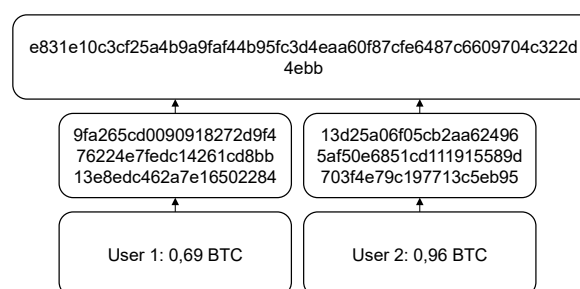 e831e10c3cf25a4b9a9faf44b95fc3d4eaa60f87cfe6487c6609704c322d
4ebb
9fa265cd0090918272d9f4
76224e7fedc14261cd8bb
13e8edc462a7e16502284
13d25a06f05cb2aa62496
5af50e6851cd111915589d
703f4e79c197713c5eb95
User 1: 0,69 BTC
User 2: 0,96 BTC